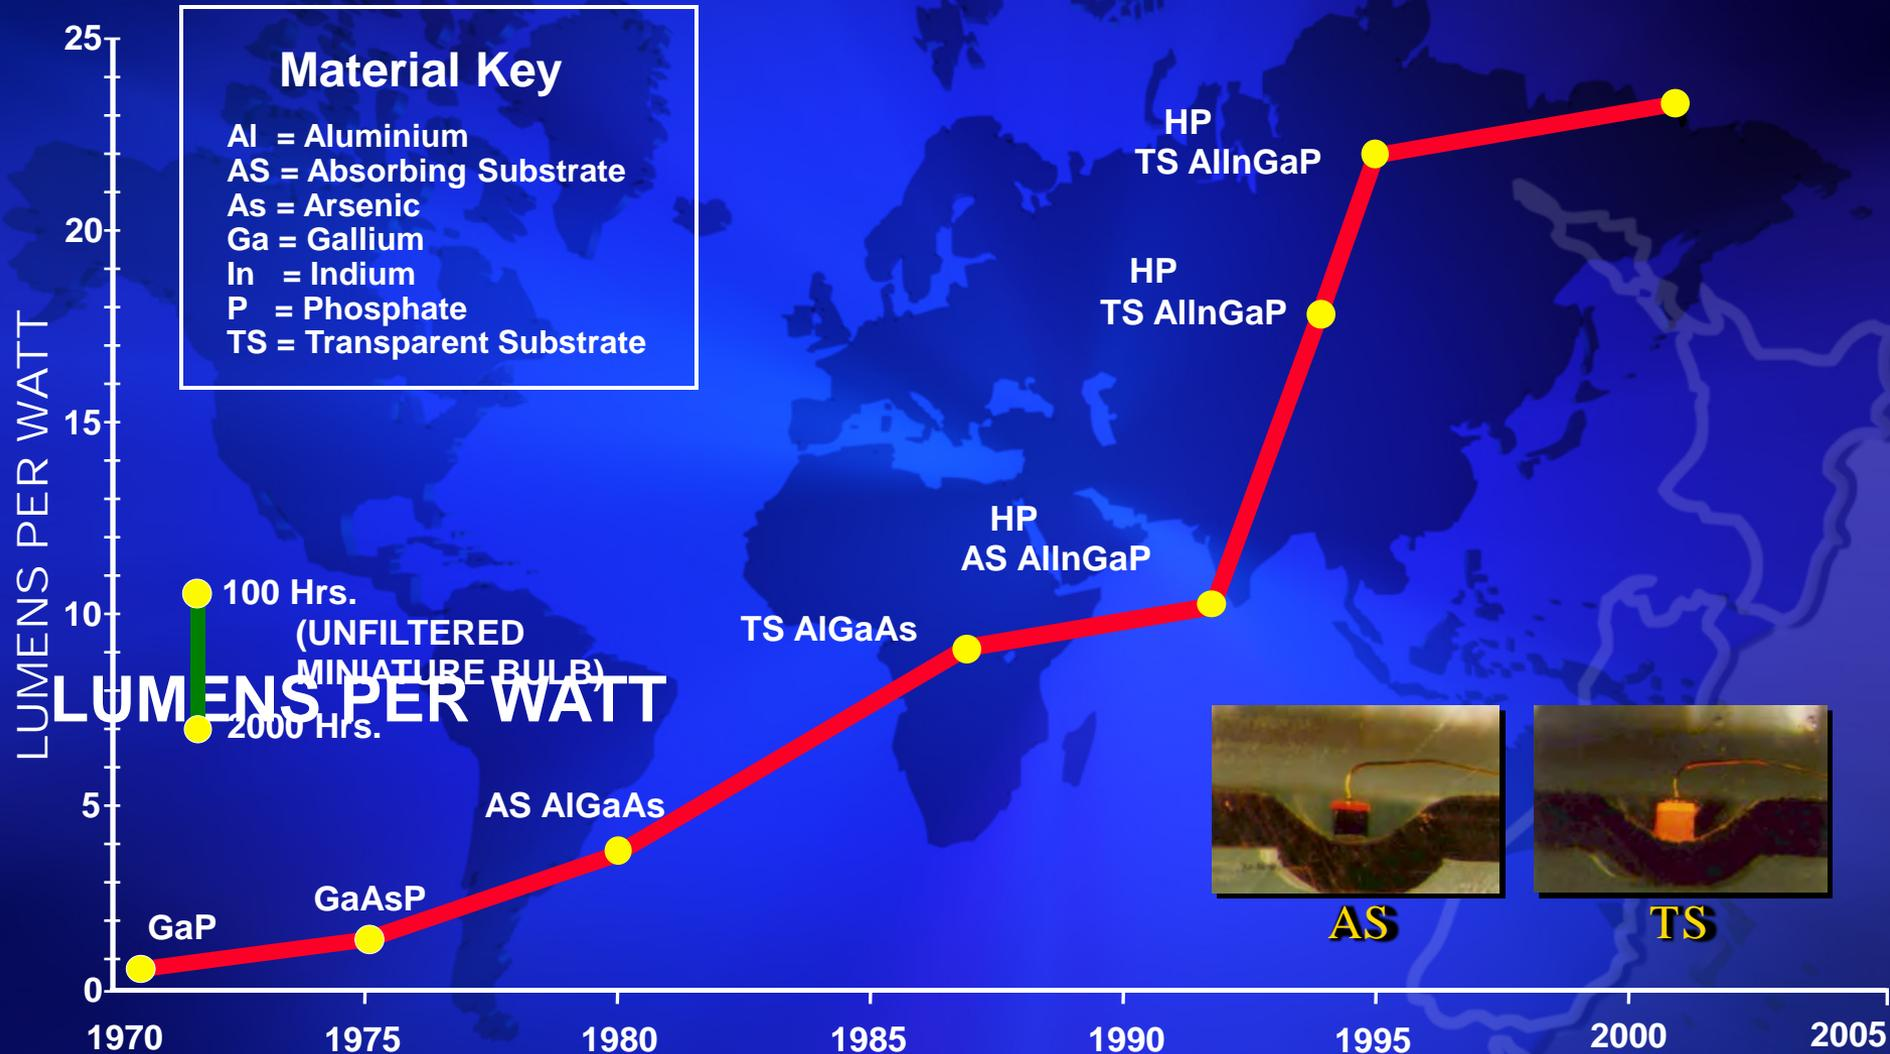 25
Material Key
Al = Aluminium
AS = Absorbing Substrate
As = Arsenic
Ga = Gallium
In = Indium
P = Phosphate
TS = Transparent Substrate
HP
TS AlInGaP
20
HP
TS AlInGaP
LUMENS PER WATT
15
HP
AS AlInGaP
100 Hrs.
10
(UNFILTERED
MINIATURE BULB)
TS AlGaAs
LUMENS PER WATT
2000 Hrs.
5
AS AlGaAs
GaAsP
GaP
AS
TS
0
1970 1975 1980 1985 1990 1995 2000 2005